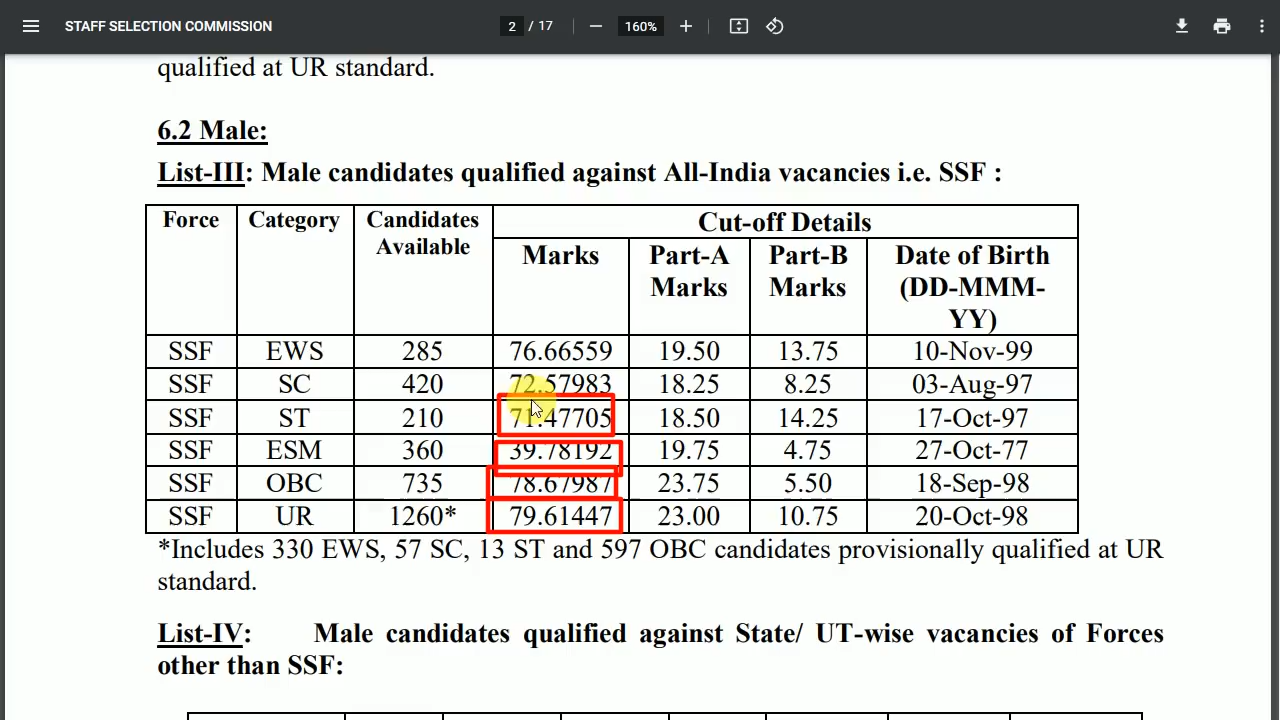 STAFF SELECTION COMMISSION 2 / 17 160%
qualified at UR standard.
6.2 Male:
List-III: Male candidates qualified against All-India vacancies i.e. SSF :
Force Category Candidates Available Cut-off Details
Marks Part-A Marks Part-B Marks Date of Birth (DD-MMM-YY)
SSF EWS 285 76.66559 19.50 13.75 10-Nov-99
SSF SC 420 72.57983 18.25 8.25 03-Aug-97
SSF ST 210 71.47705 18.50 14.25 17-Oct-97
SSF ESM 360 39.78192 19.75 4.75 27-Oct-77
SSF OBC 735 78.67987 23.75 5.50 18-Sep-98
SSF UR 1260* 79.61447 23.00 10.75 20-Oct-98
*Includes 330 EWS, 57 SC, 13 ST and 597 OBC candidates provisionally qualified at UR
standard.
List-IV: Male candidates qualified against State/ UT-wise vacancies of Forces
other than SSF: